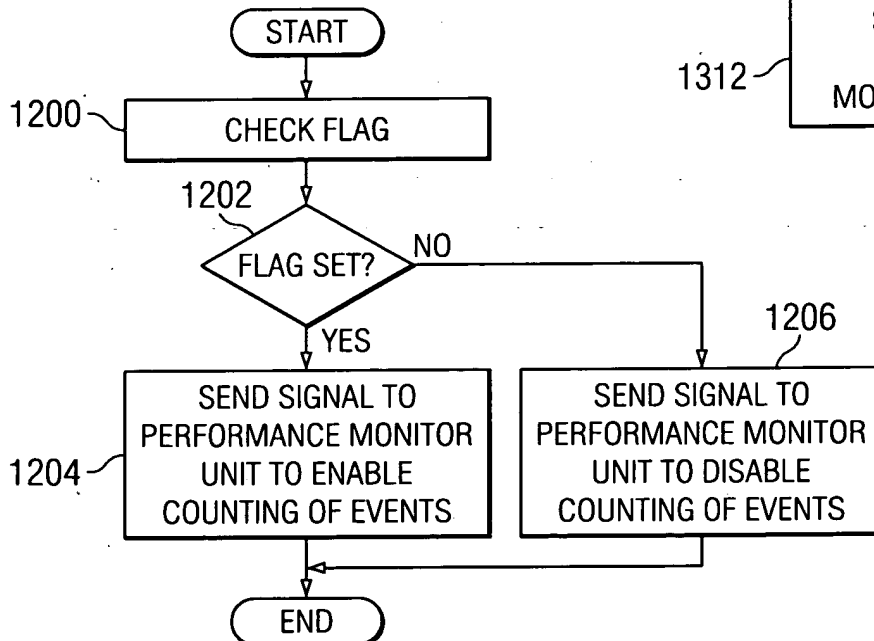 START
1200
CHECK FLAG
1202
FLAG SET?
NO
YES
1204
SEND SIGNAL TO
PERFORMANCE MONITOR
UNIT TO ENABLE
COUNTING OF EVENTS
1206
SEND SIGNAL TO
PERFORMANCE MONITOR
UNIT TO DISABLE
COUNTING OF EVENTS
END
1312
MO